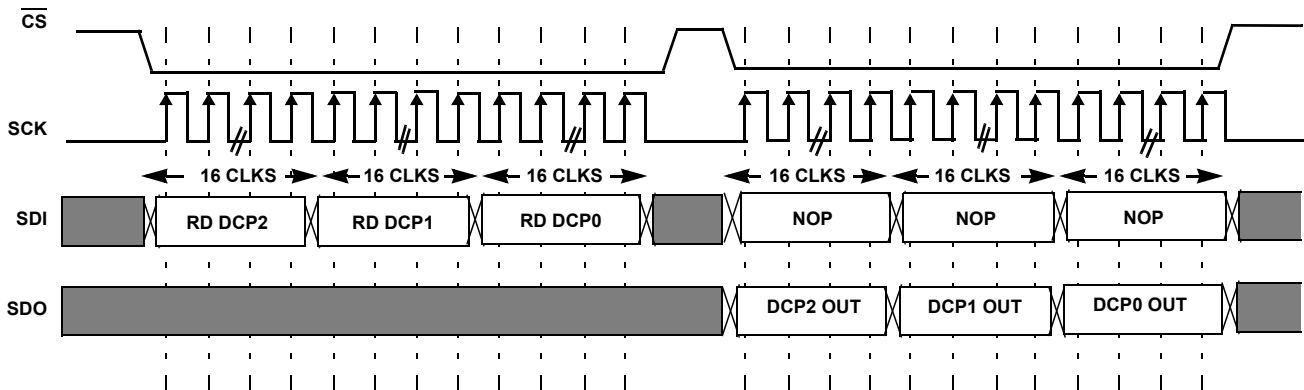 CS
SCK
16 CLKS 16 CLKS 16 CLKS 16 CLKS 16 CLKS 16 CLKS
SDI RD DCP2 RD DCP1 RD DCP0 NOP NOP NOP
SDO DCP2 OUT DCP1 OUT DCP0 OUT